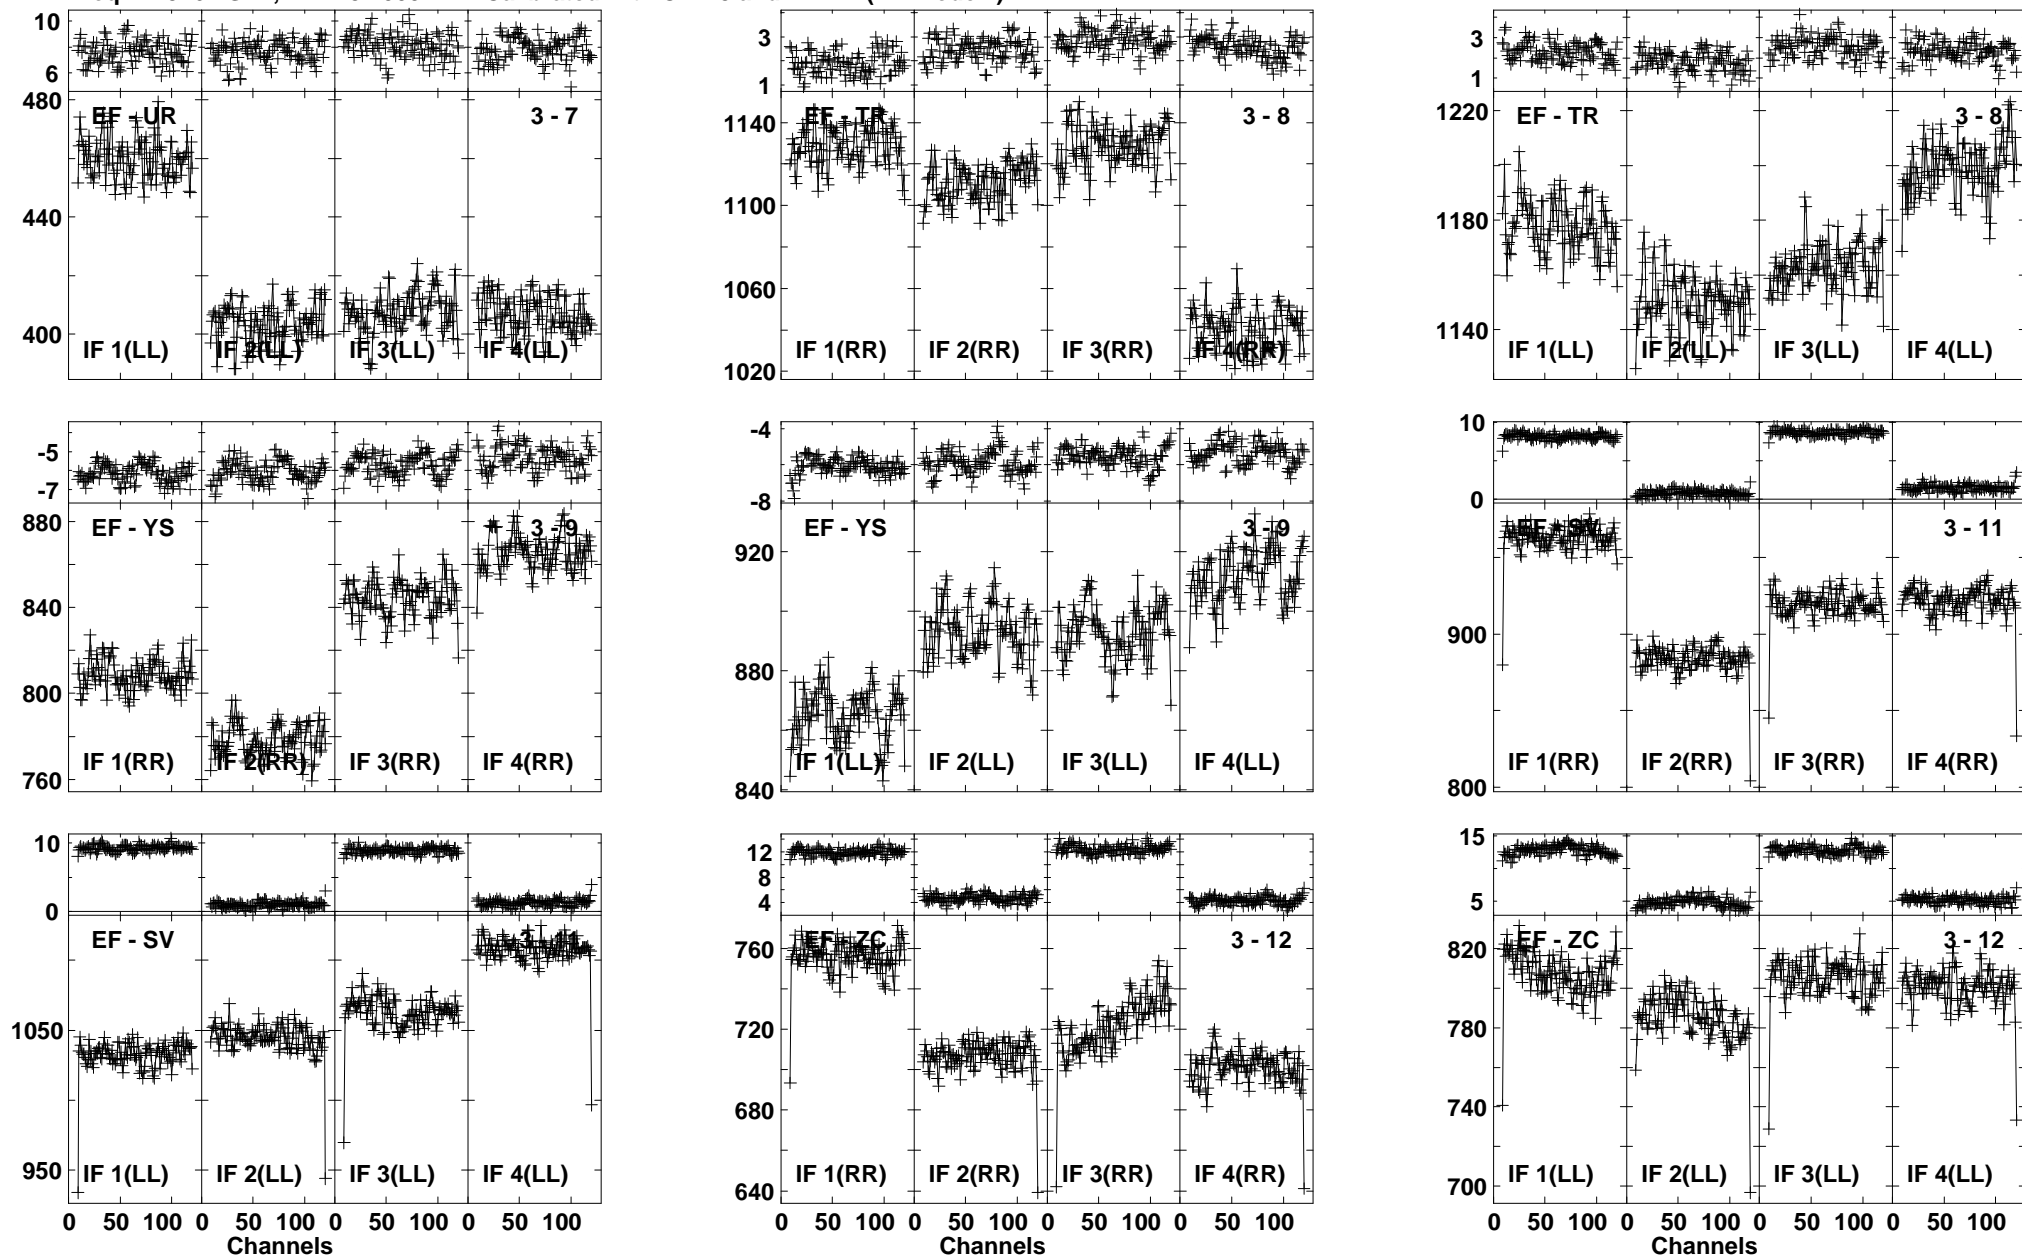 10
6
480
440
400
EF - UR
3 - 7
IF 1(LL)
IF 2(LL)
IF 3(LL)
IF 4(LL)
3
1
1140
1100
1060
1020
EF - TR
3 - 8
IF 1(RR)
IF 2(RR)
IF 3(RR)
IF 4(RR)
3
1
1220
1180
1140
EF - TR
3 - 8
IF 1(LL)
IF 2(LL)
IF 3(LL)
IF 4(LL)
-5
-7
880
840
800
760
EF - YS
3 - 9
IF 1(RR)
IF 2(RR)
IF 3(RR)
IF 4(RR)
-4
-8
920
880
840
EF - YS
3 - 9
IF 1(LL)
IF 2(LL)
IF 3(LL)
IF 4(LL)
10
0
900
800
EF - SV
3 - 11
IF 1(RR)
IF 2(RR)
IF 3(RR)
IF 4(RR)
10
0
1050
950
EF - SV
3 - 11
IF 1(LL)
IF 2(LL)
IF 3(LL)
IF 4(LL)
0 50 100 0 50 100 0 50 100 0 50 100
Channels
12
8
4
760
720
680
640
EF - ZC
3 - 12
IF 1(RR)
IF 2(RR)
IF 3(RR)
IF 4(RR)
0 50 100 0 50 100 0 50 100 0 50 100
Channels
15
5
820
780
740
700
EF - ZC
3 - 12
IF 1(LL)
IF 2(LL)
IF 3(LL)
IF 4(LL)
0 50 100 0 50 100 0 50 100 0 50 100
Channels